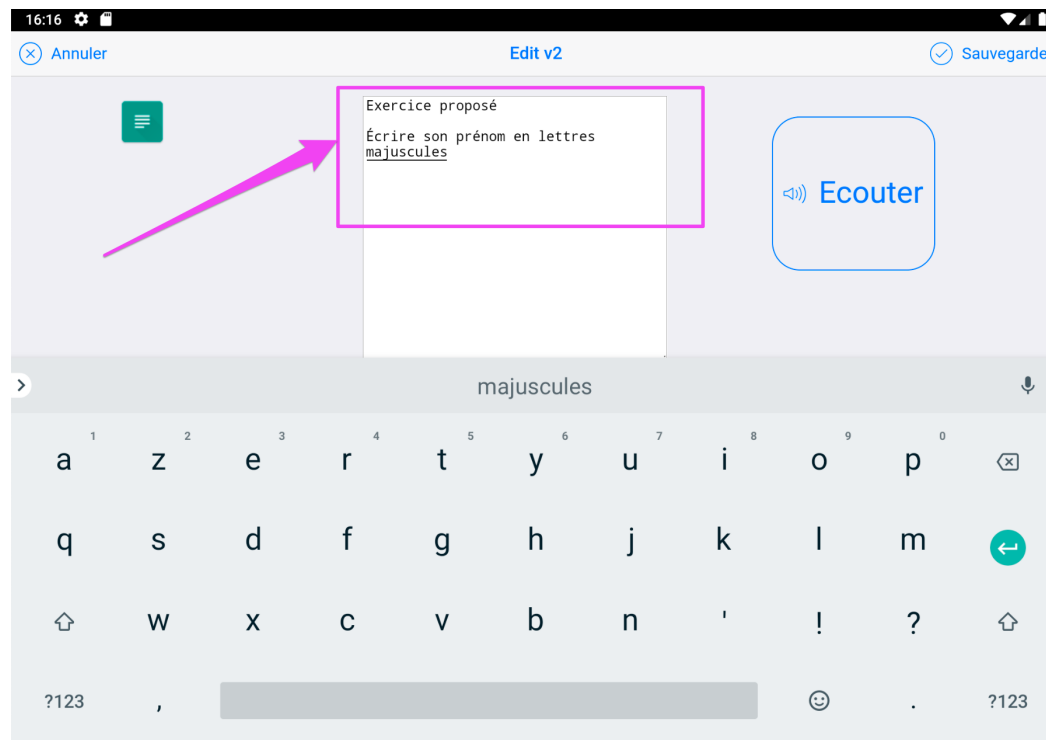 16:16
Annuler
Edit v2
Sauvegarde
Exercice proposé
Écrire son prénom en lettres
majuscules
Ecouter
majuscules
1 2 3 4 5 6 7 8 9 0
a z e r t y u i o p
q s d f g h j k l m
w x c v b n ' ! ?
?123 , . ?123